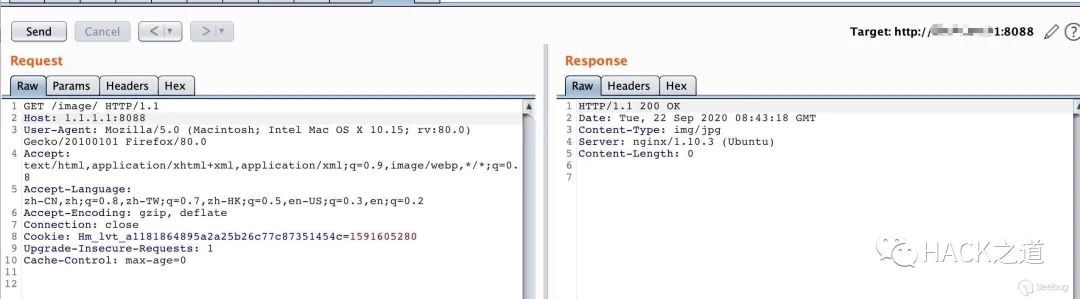 Send
Cancel
<
>
Target: http://
1:8088
Request
Raw
Params
Headers
Hex
1 GET /image/ HTTP/1.1
2 Host: 1.1.1.1:8088
3 User-Agent: Mozilla/5.0 (Macintosh; Intel Mac OS X 10.15; rv:80.0)
Gecko/20100101 Firefox/80.0
4 Accept:
text/html,application/xhtml+xml,application/xml;q=0.9,image/webp,*/*;q=0.
8
5 Accept-Language:
zh-CN,zh;q=0.8,zh-TW;q=0.7,zh-HK;q=0.5,en-US;q=0.3,en;q=0.2
6 Accept-Encoding: gzip, deflate
7 Connection: close
8 Cookie: Hm_lvt_a1181864895a2a25b26c77c87351454c=1591605280
9 Upgrade-Insecure-Requests: 1
10 Cache-Control: max-age=0
11
12
Response
Raw
Headers
Hex
1 HTTP/1.1 200 OK
2 Date: Tue, 22 Sep 2020 08:43:18 GMT
3 Content-Type: img/jpg
4 Server: nginx/1.10.3 (Ubuntu)
5 Content-Length: 0
6
7
HACK之道
Seebug